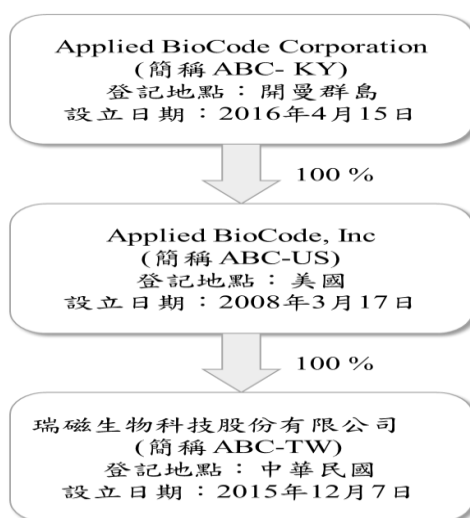 Applied BioCode Corporation
(簡稱 ABC- KY)
登記地點：開曼群島
設立日期：2016年4月15日
100 %
Applied BioCode, Inc
(簡稱 ABC-US)
登記地點：美國
設立日期：2008年3月17日
100 %
瑞磁生物科技股份有限公司
(簡稱 ABC-TW)
登記地點：中華民國
設立日期：2015年12月7日